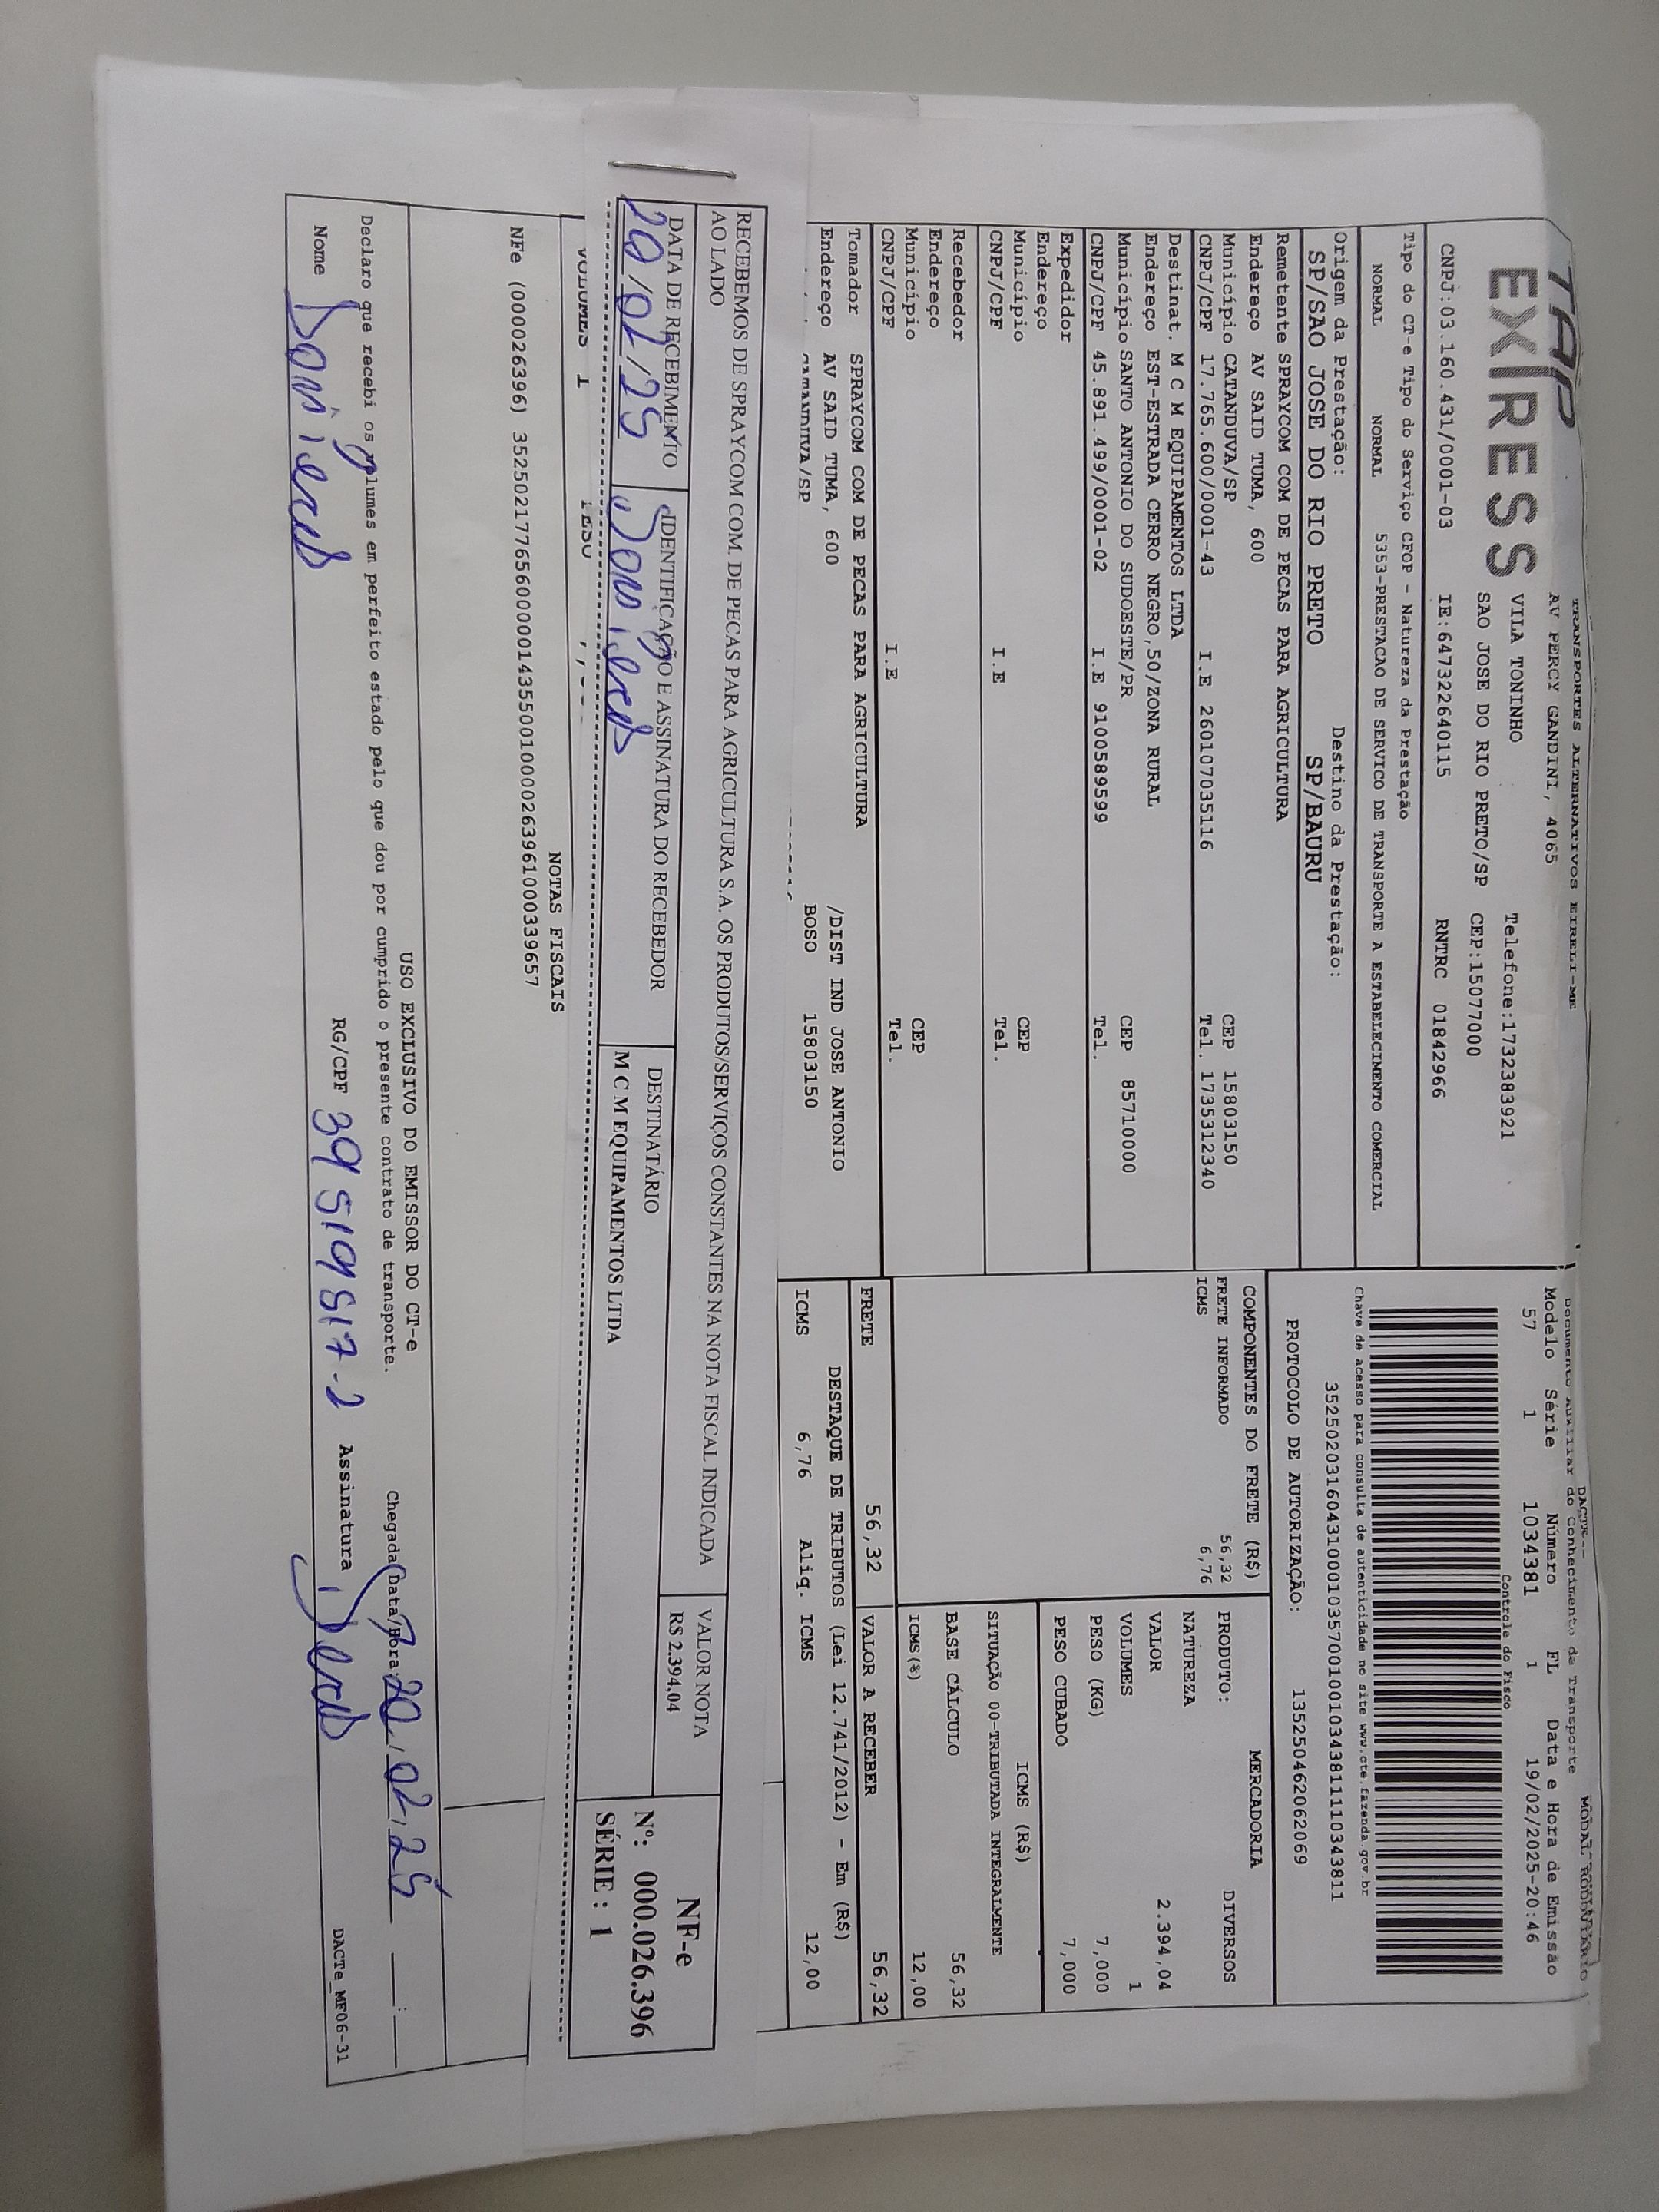 TAP
EXPRESS
TRANSPORTES ALTERNATIVOS EIRELI-ME
AV PERCY GANDINI, 4065
VILA TONINHO
Telefone:1732383921
SAO JOSE DO RIO PRETO/SP CEP:15077000
CNPJ:03.160.431/0001-03 IE:647322640115 RNTRC 01842966
DACTE
Documento Auxiliar do Conhecimento de Transporte
MODAL RODOVIÁRIO
Modelo Série Número FL Data e Hora de Emissão
57 1 1034381 1 19/02/2025-20:46
Controle do Fisco
Chave de acesso para consulta de autenticidade no site www.cte.fazenda.gov.br
35250203160431000103570010010343811110343811
PROTOCOLO DE AUTORIZAÇÃO: 135250462062069
Tipo do CT-e Tipo do Serviço CFOP - Natureza da Prestação
NORMAL NORMAL 5353-PRESTACAO DE SERVICO DE TRANSPORTE A ESTABELECIMENTO COMERCIAL
Origem da Prestação: Destino da Prestação:
SP/SAO JOSE DO RIO PRETO SP/BAURU
Remetente SPRAYCOM COM DE PECAS PARA AGRICULTURA
Endereço AV SAID TUMA, 600
Município CATANDUVA/SP CEP 15803150
CNPJ/CPF 17.765.600/0001-43 I.E 260107035116 Tel. 1735312340
Destinat. M C M EQUIPAMENTOS LTDA
Endereço EST-ESTRADA CERRO NEGRO,50/ZONA RURAL
Município SANTO ANTONIO DO SUDOESTE/PR CEP 85710000
CNPJ/CPF 45.891.499/0001-02 I.E 9100589599 Tel.
Expedidor
Endereço
Município CEP
CNPJ/CPF I.E Tel.
Recebedor
Endereço
Município CEP
CNPJ/CPF I.E Tel.
Tomador SPRAYCOM COM DE PECAS PARA AGRICULTURA
Endereço AV SAID TUMA, 600 /DIST IND JOSE ANTONIO
CATANDUVA/SP BOSO 15803150
COMPONENTES DO FRETE (R$)
FRETE INFORMADO 56,32
ICMS 6,76
MERCADORIA
PRODUTO: DIVERSOS
NATUREZA
VALOR 2.394,04
VOLUMES 1
PESO (KG) 7,000
PESO CUBADO 7,000
ICMS (R$)
SITUAÇÃO 00-TRIBUTADA INTEGRALMENTE
BASE CÁLCULO 56,32
ICMS(%) 12,00
FRETE 56,32 VALOR A RECEBER 56,32
DESTAQUE DE TRIBUTOS (Lei 12.741/2012) - Em (R$)
ICMS 6,76 Aliq. ICMS 12,00
RECEBEMOS DE SPRAYCOM COM. DE PECAS PARA AGRICULTURA S.A. OS PRODUTOS/SERVIÇOS CONSTANTES NA NOTA FISCAL INDICADA
AO LADO
DATA DE RECEBIMENTO IDENTIFICAÇÃO E ASSINATURA DO RECEBEDOR DESTINATÁRIO VALOR NOTA
20/02/25 M C M EQUIPAMENTOS LTDA R$ 2.394,04
NF-e
Nº: 000.026.396
SÉRIE : 1
VOLUMES 1 PESO
NOTAS FISCAIS
NFe (000026396) 35250217765600000143550010000263961000339657
USO EXCLUSIVO DO EMISSOR DO CT-e
Declaro que recebi os volumes em perfeito estado pelo que dou por cumprido o presente contrato de transporte. Chegada(Data/Hora) 20/02/25 __:__
Nome RG/CPF 39519517-2 Assinatura
DACTe_MF06-31